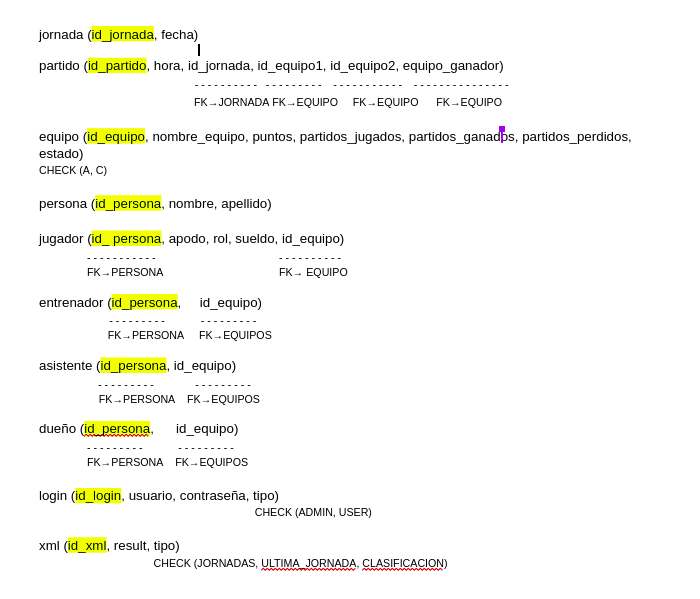 jornada (id_jornada, fecha)
partido (id_partido, hora, id_jornada, id_equipo1, id_equipo2, equipo_ganador)
---------- --------- ----------- ---------------
FK→JORNADA FK→EQUIPO FK→EQUIPO FK→EQUIPO
equipo (id_equipo, nombre_equipo, puntos, partidos_jugados, partidos_ganados, partidos_perdidos,
estado)
CHECK (A, C)
persona (id_persona, nombre, apellido)
jugador (id_ persona, apodo, rol, sueldo, id_equipo)
----------- ----------
FK→PERSONA FK→ EQUIPO
entrenador (id_persona, id_equipo)
--------- ---------
FK→PERSONA FK→EQUIPOS
asistente (id_persona, id_equipo)
--------- ---------
FK→PERSONA FK→EQUIPOS
dueño (id_persona, id_equipo)
--------- ---------
FK→PERSONA FK→EQUIPOS
login (id_login, usuario, contraseña, tipo)
CHECK (ADMIN, USER)
xml (id_xml, result, tipo)
CHECK (JORNADAS, ULTIMA_JORNADA, CLASIFICACION)